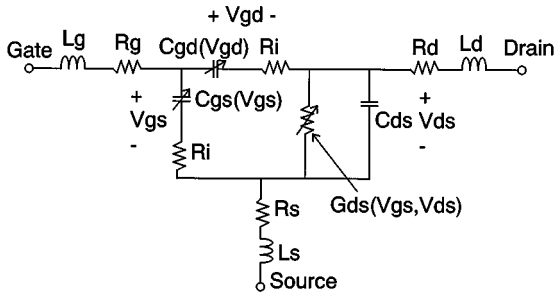 + Vgd -
Gate
Lg
Rg
Cgd(Vgd)
Ri
Rd
Ld
Drain
+
Vgs
-
Cgs(Vgs)
Cds
+
Vds
-
Ri
Gds(Vgs,Vds)
Rs
Ls
Source